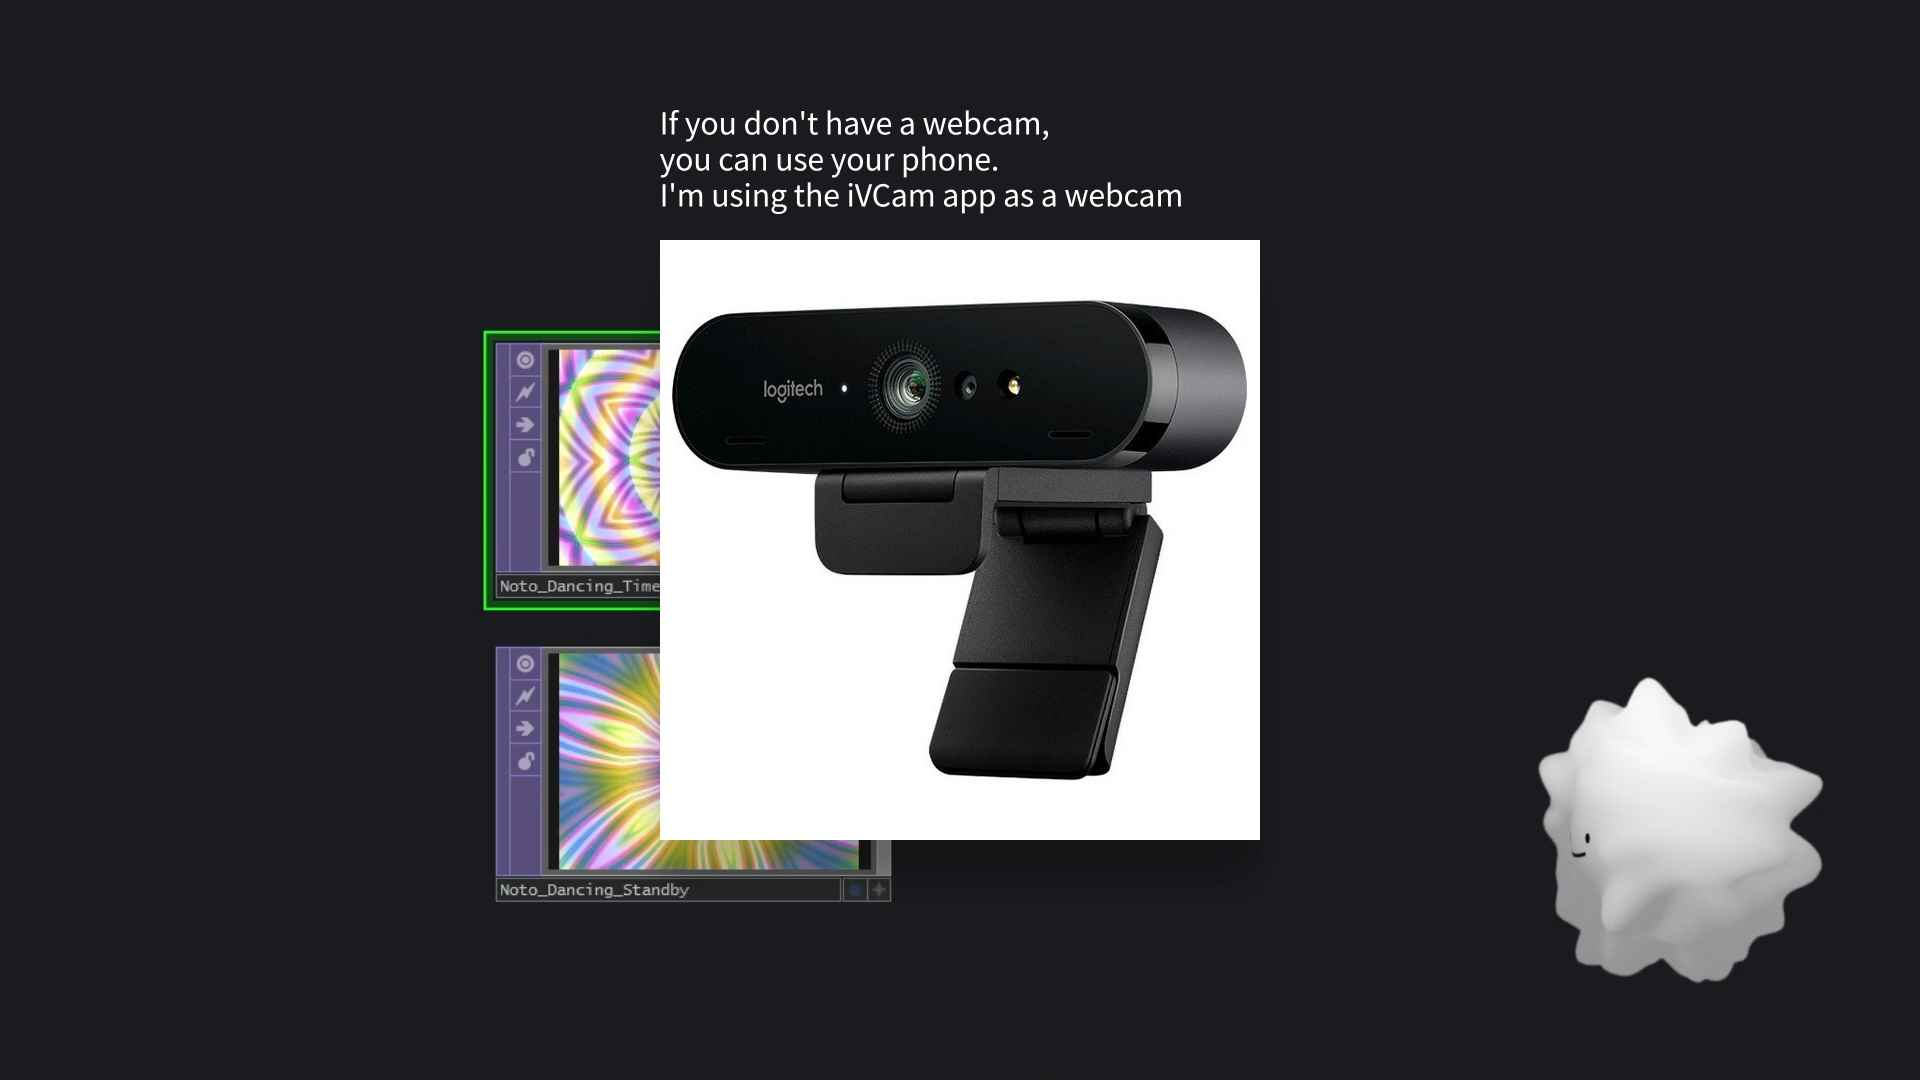 If you don't have a webcam,
you can use your phone.
I'm using the iVCam app as a webcam
logitech
Noto_Dancing_Time
Noto_Dancing_Standby